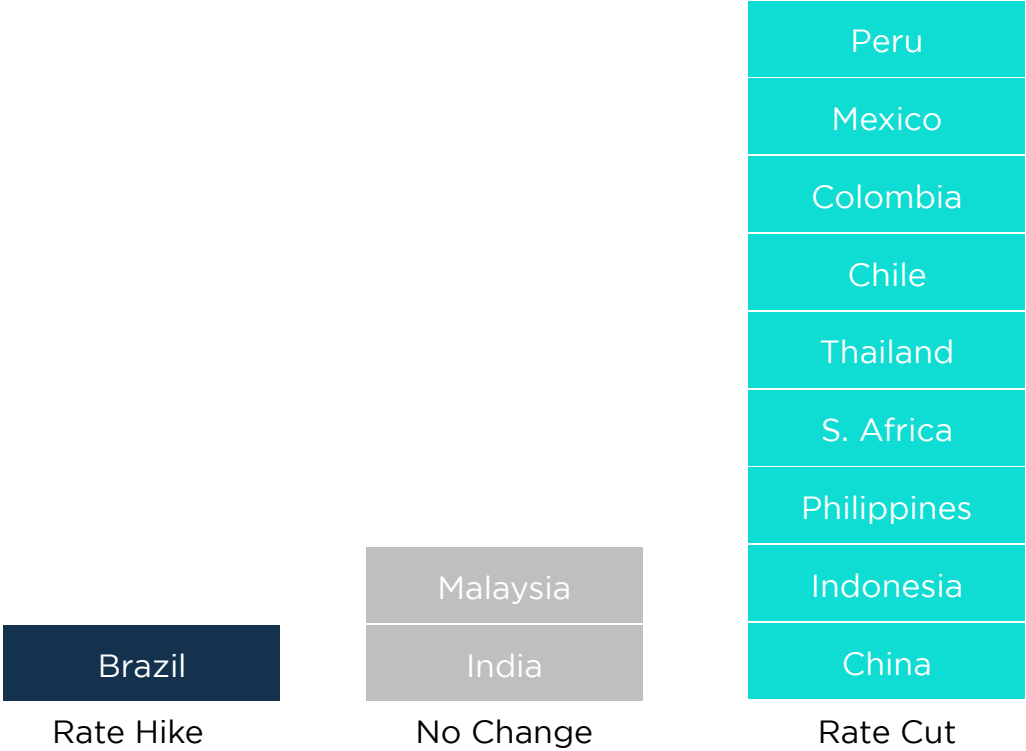 Peru
Mexico
Colombia
Chile
Thailand
S. Africa
Philippines
Malaysia
Indonesia
Brazil
India
China
Rate Hike
No Change
Rate Cut